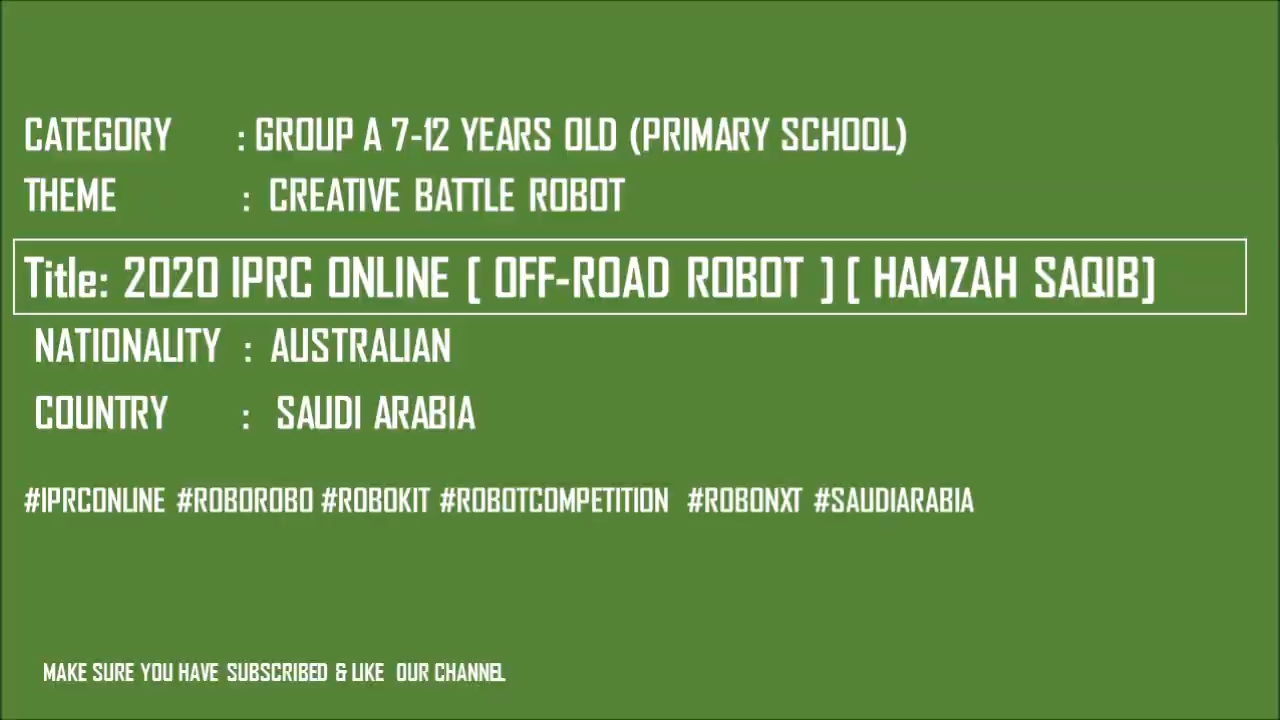 CATEGORY : GROUP A 7-12 YEARS OLD (PRIMARY SCHOOL)
THEME : CREATIVE BATTLE ROBOT
Title: 2020 IPRC ONLINE [ OFF-ROAD ROBOT ] [ HAMZAH SAQIB]
NATIONALITY : AUSTRALIAN
COUNTRY : SAUDI ARABIA
#IPRCONLINE #ROBOROBO #ROBOKIT #ROBOTCOMPETITION #ROBONXT #SAUDIARABIA
MAKE SURE YOU HAVE SUBSCRIBED & LIKE OUR CHANNEL